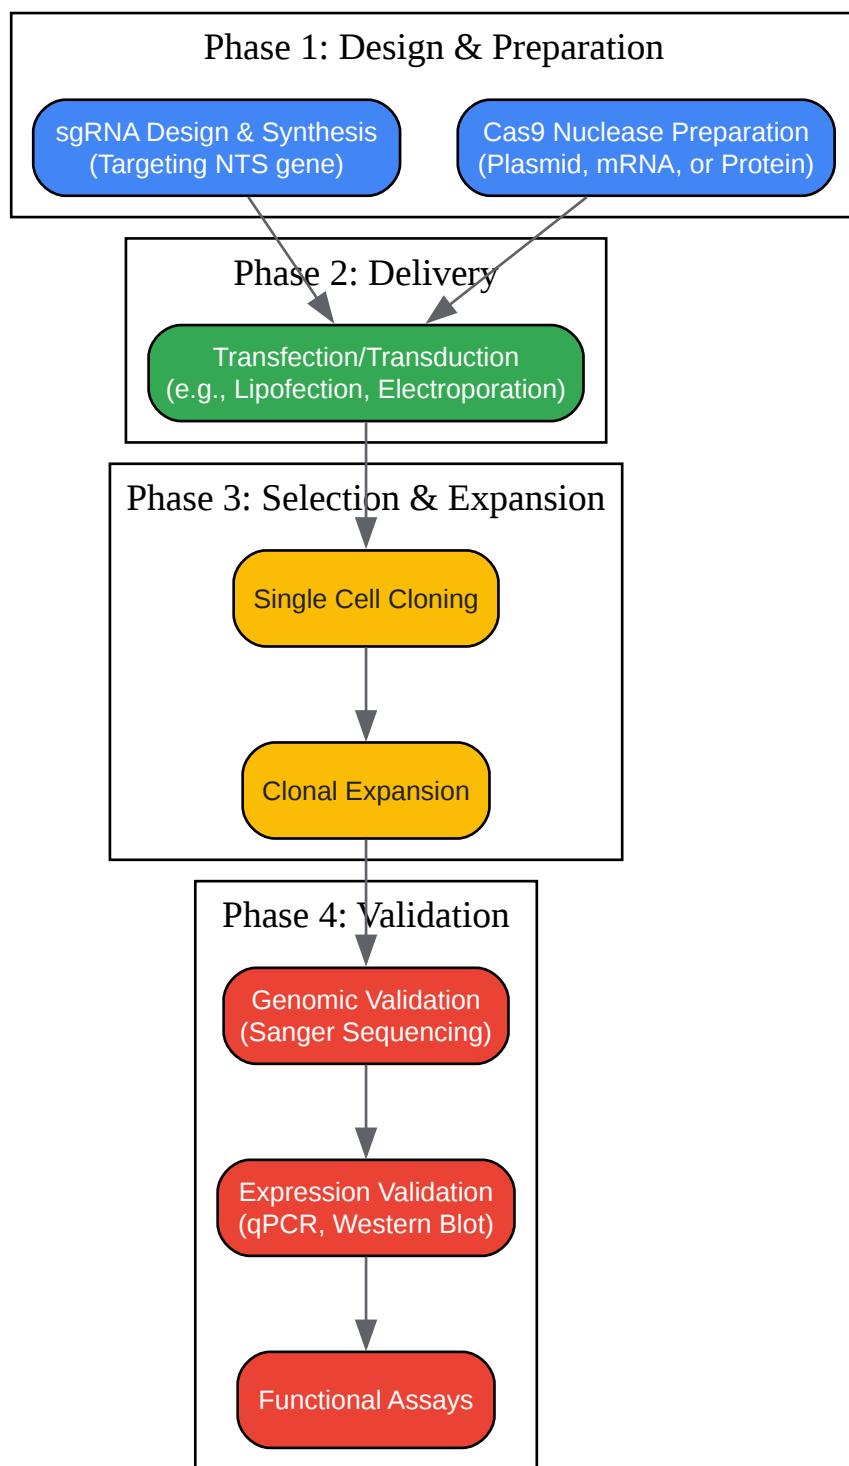 Phase 1: Design & Preparation
sgRNA Design & Synthesis
(Targeting NTS gene)
Cas9 Nuclease Preparation
(Plasmid, mRNA, or Protein)
Phase 2: Delivery
Transfection/Transduction
(e.g., Lipofection, Electroporation)
Phase 3: Selection & Expansion
Single Cell Cloning
Clonal Expansion
Phase 4: Validation
Genomic Validation
(Sanger Sequencing)
Expression Validation
(qPCR, Western Blot)
Functional Assays